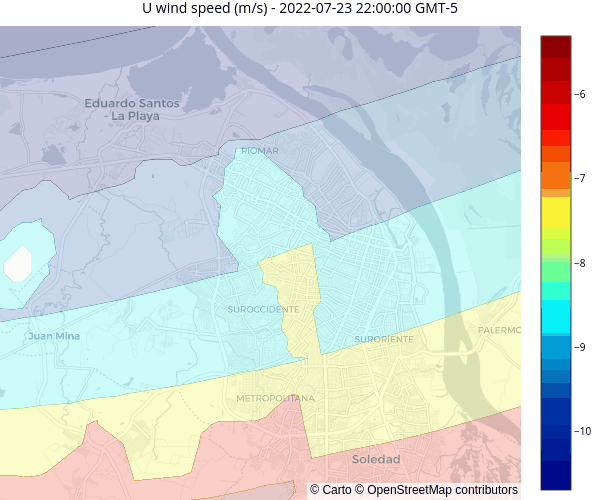 U wind speed (m/s) - 2022-07-23 22:00:00 GMT-5
Eduardo Santos
- La Playa
RIOMAR
SUROCCIDENTE
Juan Mina
SURORIENTE
PALERMO
METROPOLITANA
Soledad
© Carto © OpenStreetMap contributors
−6
−7
−8
−9
−10